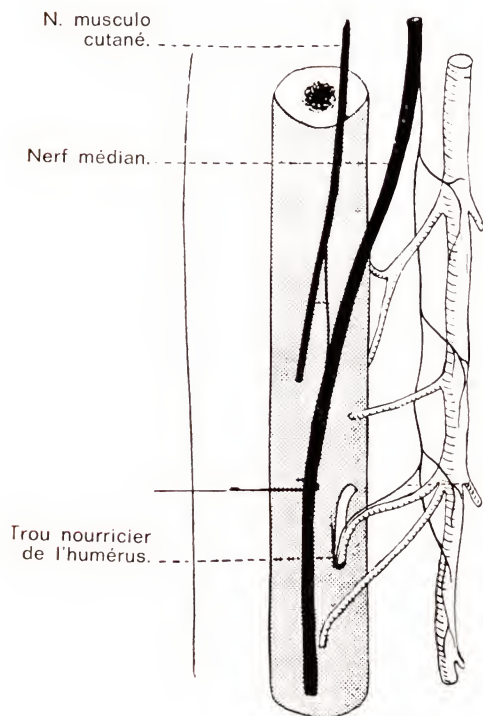 N. musculo
cutané.
Nerf médian.
Trou nourricier
de l'humérus.